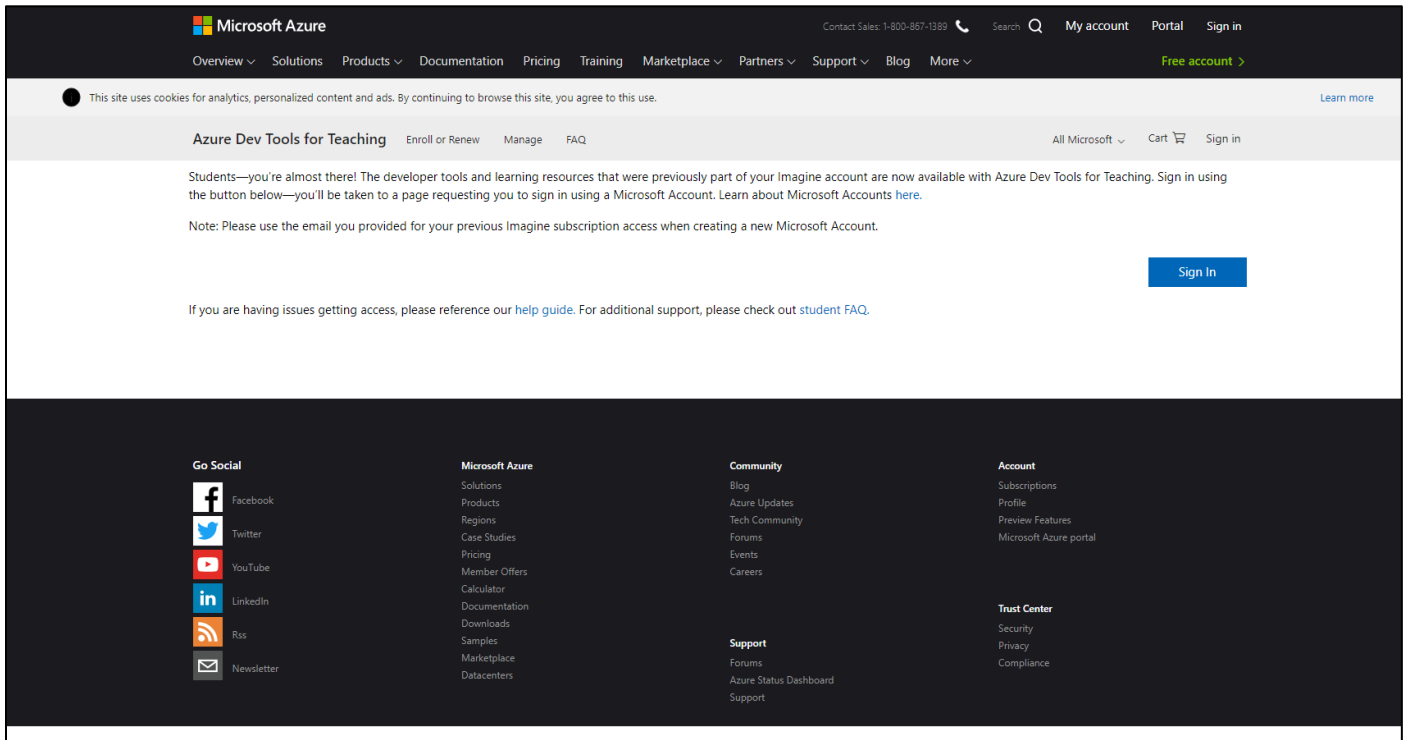 Microsoft Azure
Contact Sales: 1-800-867-1389 Search My account Portal Sign in
Overview Solutions Products Documentation Pricing Training Marketplace Partners Support Blog More Free account >
This site uses cookies for analytics, personalized content and ads. By continuing to browse this site, you agree to this use. Learn more
Azure Dev Tools for Teaching Enroll or Renew Manage FAQ All Microsoft Cart Sign in
Students—you're almost there! The developer tools and learning resources that were previously part of your Imagine account are now available with Azure Dev Tools for Teaching. Sign in using
the button below—you'll be taken to a page requesting you to sign in using a Microsoft Account. Learn about Microsoft Accounts here.
Note: Please use the email you provided for your previous Imagine subscription access when creating a new Microsoft Account.
Sign In
If you are having issues getting access, please reference our help guide. For additional support, please check out student FAQ.
Go Social
Facebook
Twitter
YouTube
LinkedIn
Rss
Newsletter
Microsoft Azure
Solutions
Products
Regions
Case Studies
Pricing
Member Offers
Calculator
Documentation
Downloads
Samples
Marketplace
Datacenters
Community
Blog
Azure Updates
Tech Community
Forums
Events
Careers
Support
Forums
Azure Status Dashboard
Support
Account
Subscriptions
Profile
Preview Features
Microsoft Azure portal
Trust Center
Security
Privacy
Compliance